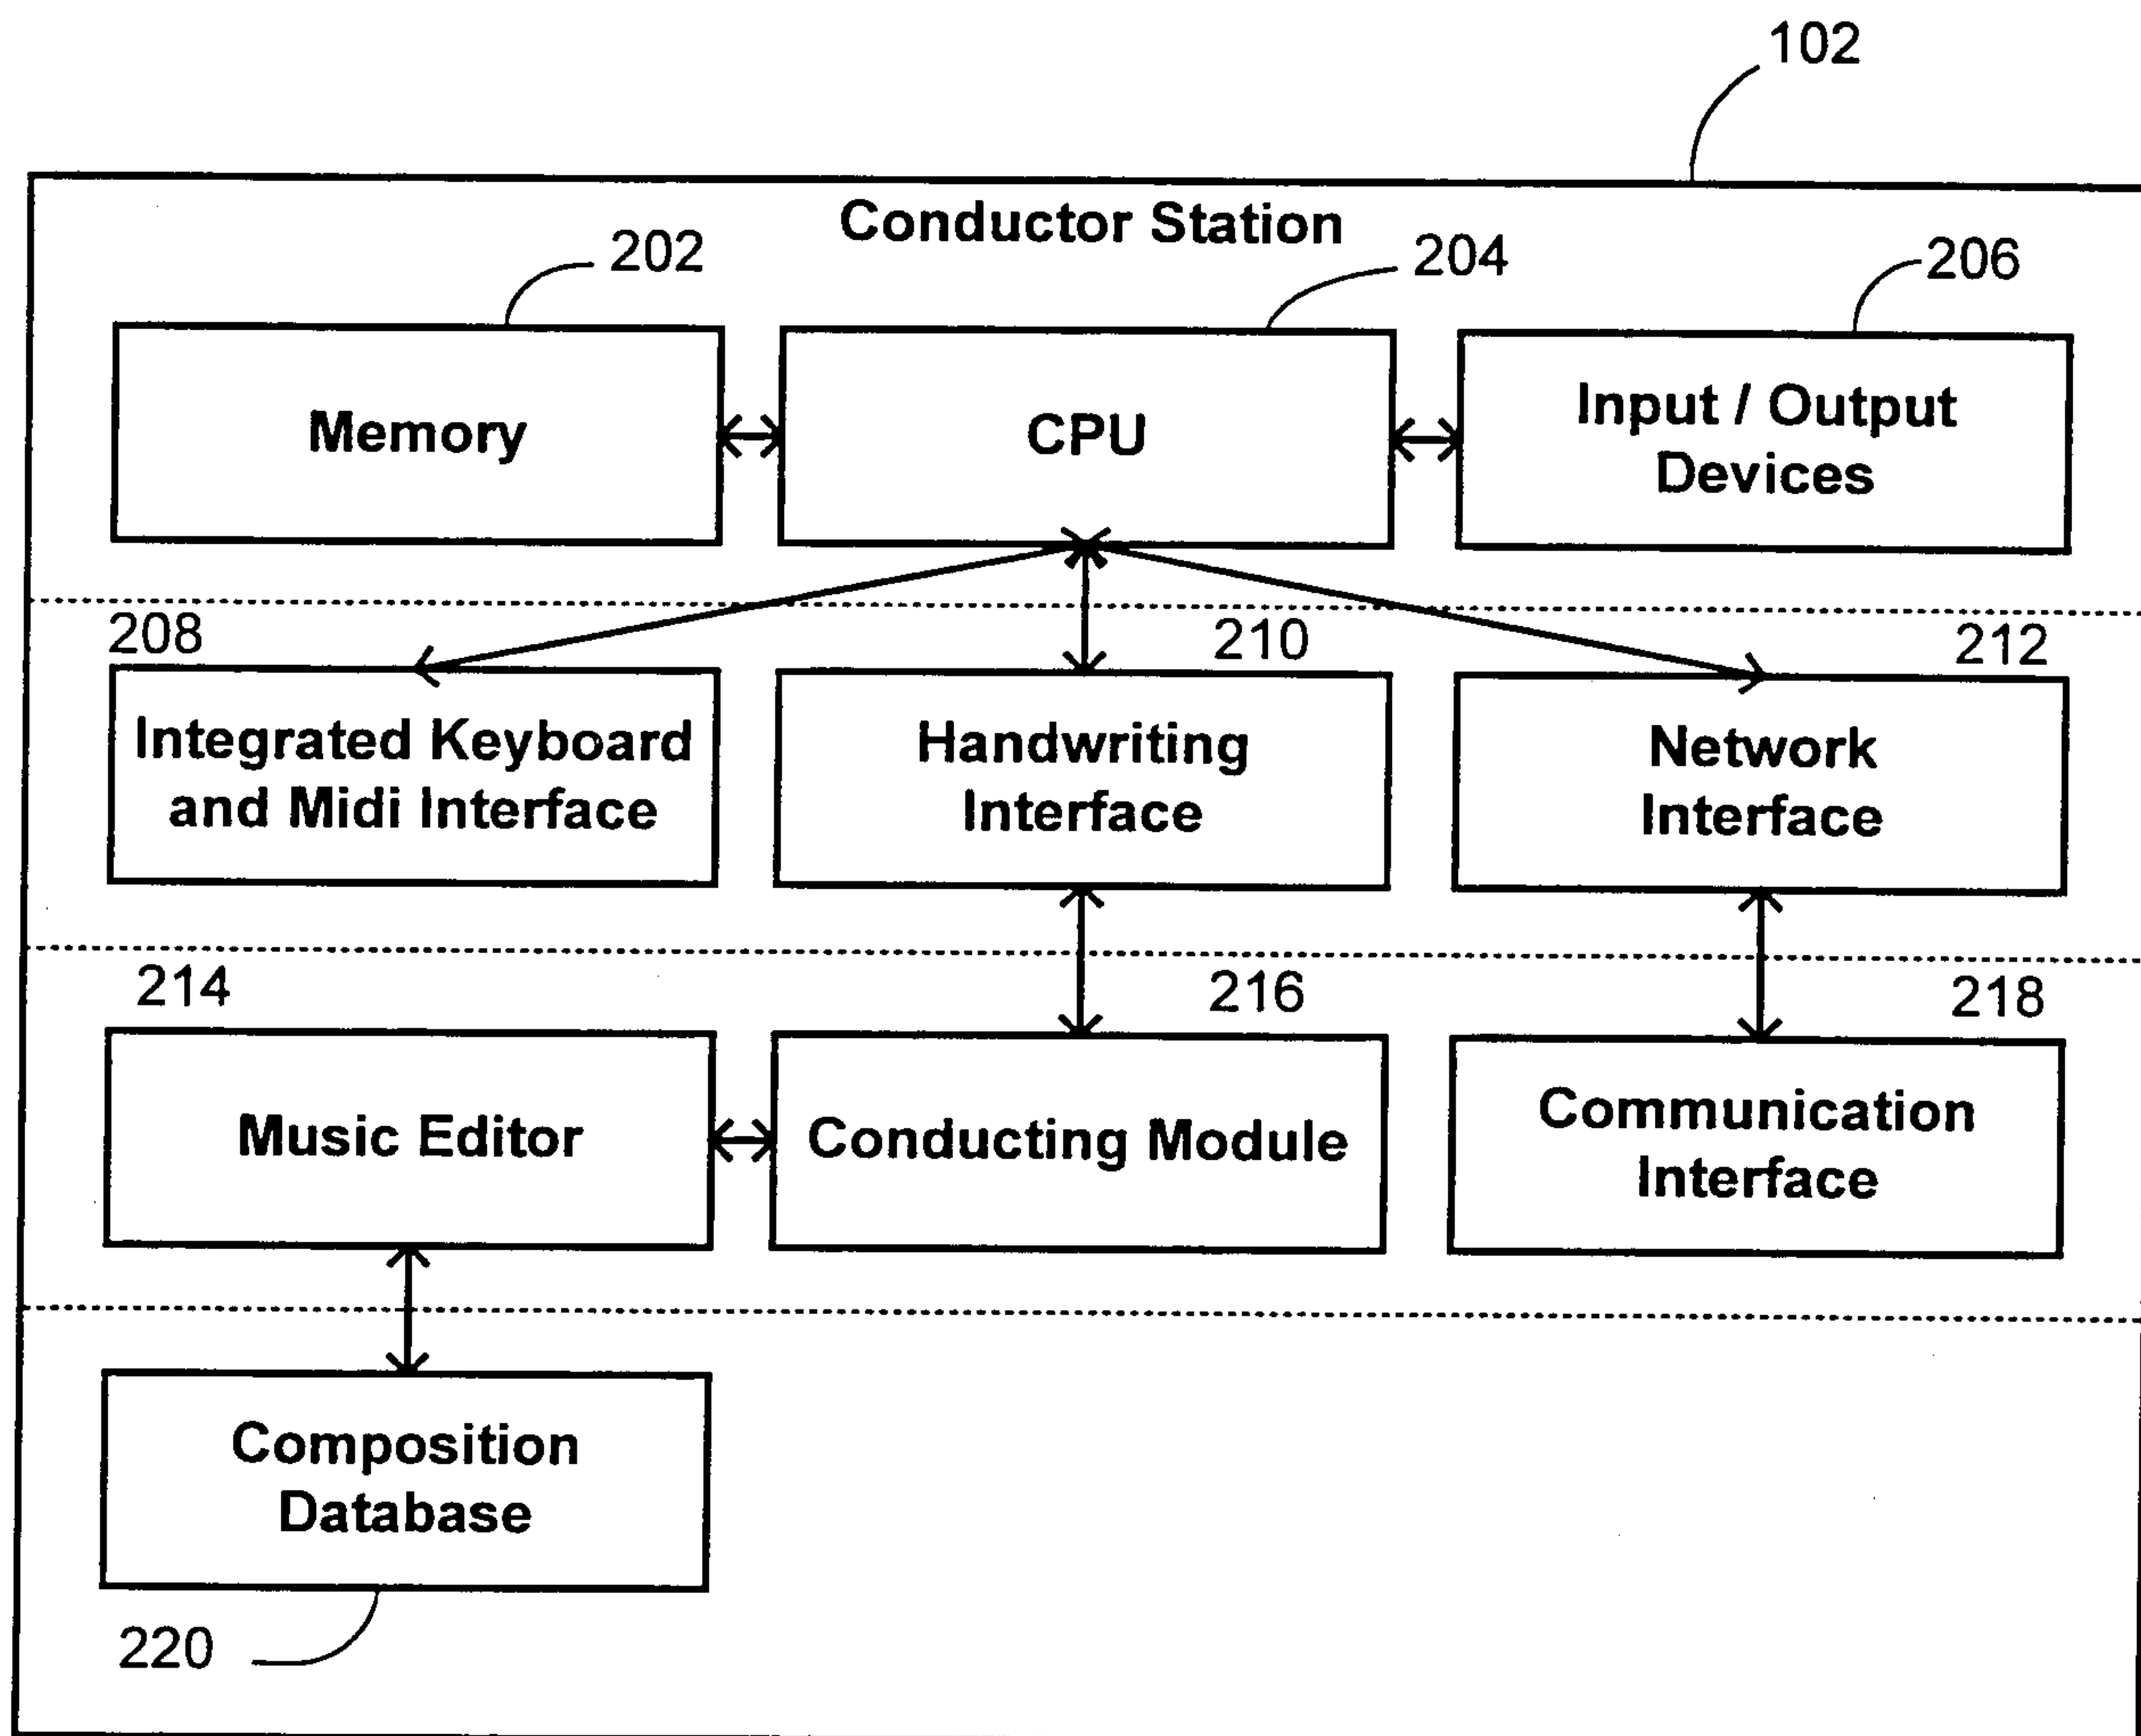 102
Conductor Station
202
204
206
Memory
CPU
Input / Output
Devices
208
210
212
Integrated Keyboard
and Midi Interface
Handwriting
Interface
Network
Interface
214
216
218
Music Editor
Conducting Module
Communication
Interface
Composition
Database
220